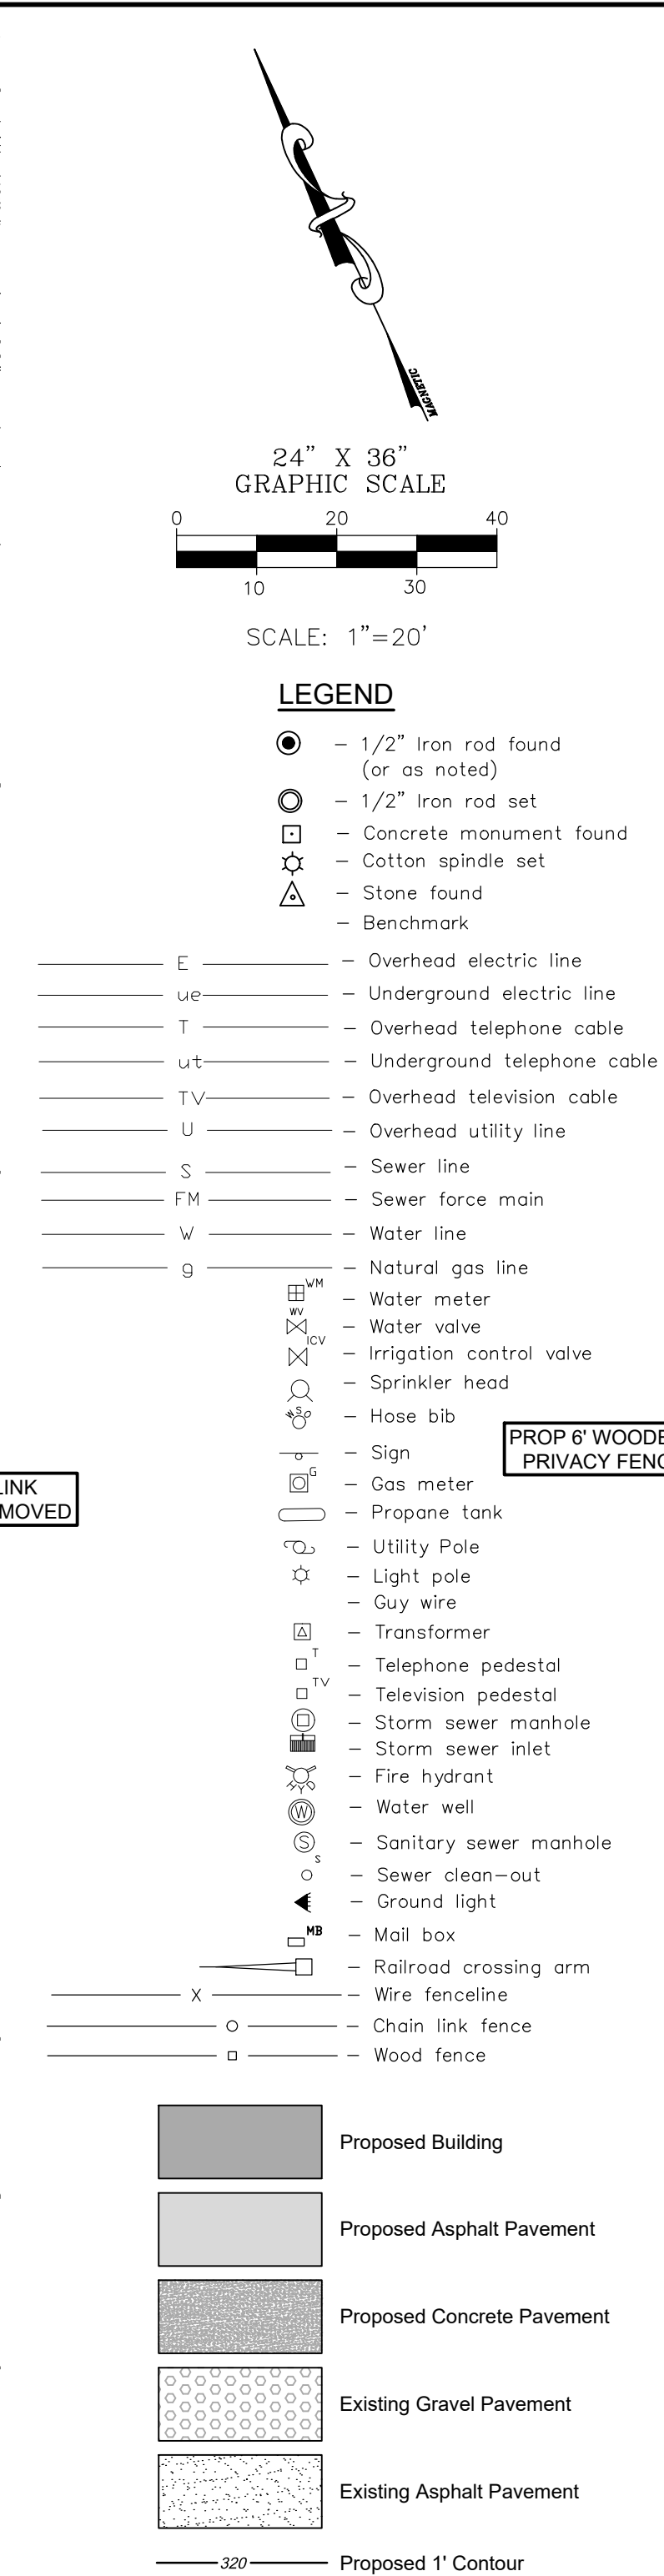 MAGNETIC
24" X 36"
GRAPHIC SCALE
0 20 40
10 30
SCALE: 1"=20'
LEGEND
– 1/2" Iron rod found
(or as noted)
– 1/2" Iron rod set
– Concrete monument found
– Cotton spindle set
– Stone found
– Benchmark
E – Overhead electric line
ue – Underground electric line
T – Overhead telephone cable
ut – Underground telephone cable
TV – Overhead television cable
U – Overhead utility line
S – Sewer line
FM – Sewer force main
W – Water line
g – Natural gas line
WM – Water meter
WV – Water valve
ICV – Irrigation control valve
– Sprinkler head
WSO – Hose bib
– Sign
PROP 6' WOODE
PRIVACY FENC
G – Gas meter
LINK
MOVED
– Propane tank
– Utility Pole
– Light pole
– Guy wire
– Transformer
T – Telephone pedestal
TV – Television pedestal
– Storm sewer manhole
– Storm sewer inlet
HYD – Fire hydrant
W – Water well
S – Sanitary sewer manhole
S – Sewer clean–out
– Ground light
MB – Mail box
– Railroad crossing arm
X – Wire fenceline
– Chain link fence
– Wood fence
Proposed Building
Proposed Asphalt Pavement
Proposed Concrete Pavement
Existing Gravel Pavement
Existing Asphalt Pavement
320 Proposed 1' Contour